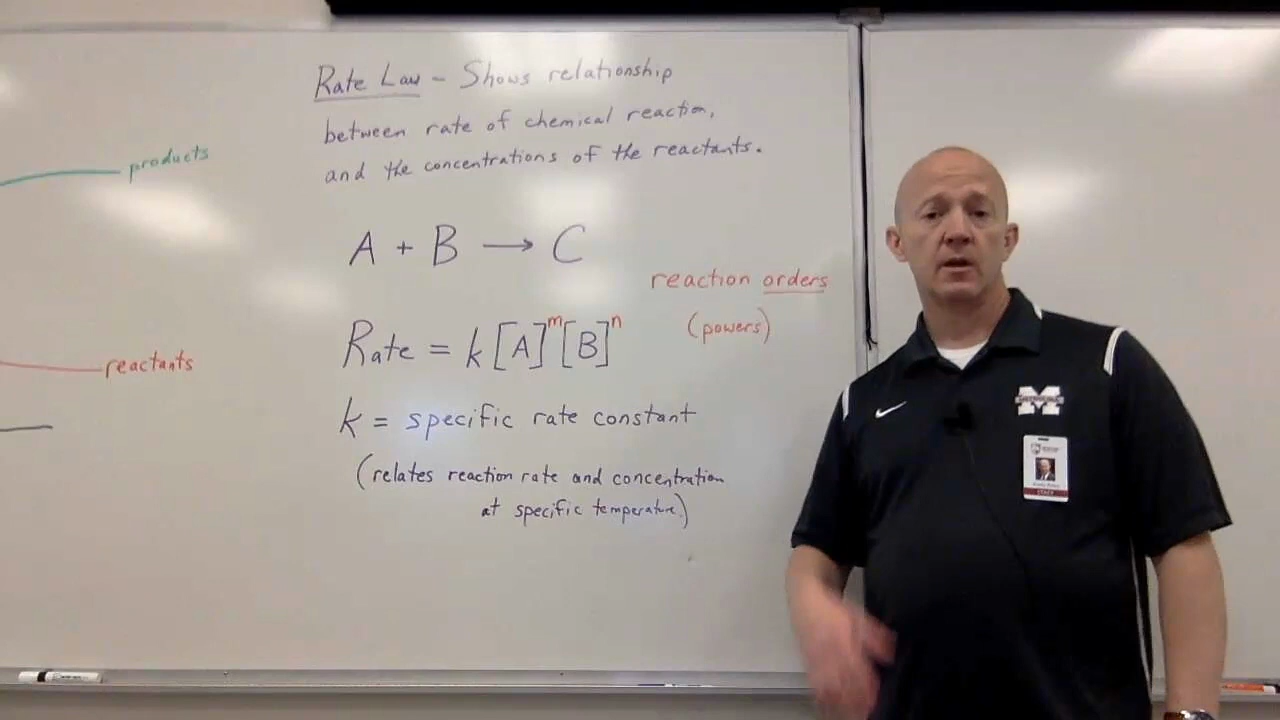 Rate Law – Shows relationship
between rate of chemical reaction,
and the concentrations of the reactants.
products
A + B → C
reaction orders
(powers)
Rate = k[A]^m[B]^n
reactants
k = specific rate constant
(relates reaction rate and concentration
at specific temperature.)
M
STAFF